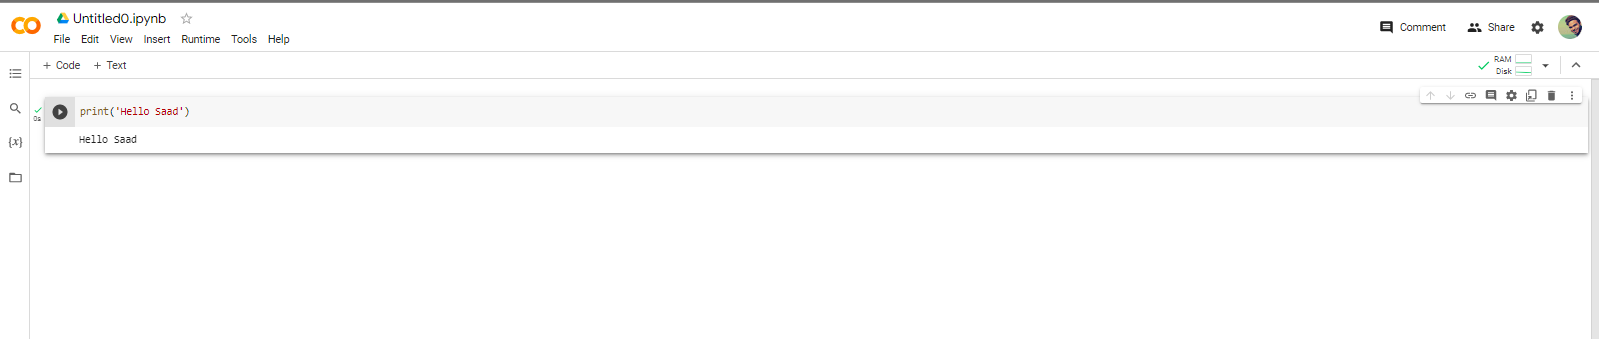 Untitled0.ipynb
File Edit View Insert Runtime Tools Help
Comment Share
+ Code + Text
RAM
Disk
{x}
0s
print('Hello Saad')
Hello Saad